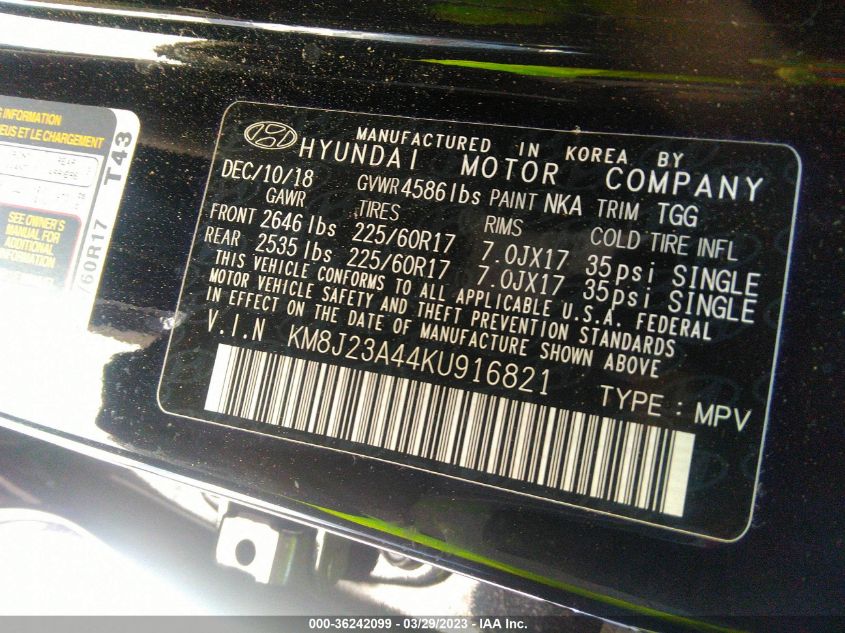 INFORMATION
EUS ET LE CHARGEMENT
SEE OWNER'S
MANUAL FOR
ADDITIONAL
/60R17
T43
MANUFACTURED IN KOREA BY
HYUNDAI MOTOR COMPANY
DEC/10/18 GVWR 4586 lbs PAINT NKA TRIM TGG
GAWR TIRES RIMS COLD TIRE INFL
FRONT 2646 lbs 225/60R17 7.0JX17 35psi SINGLE
REAR 2535 lbs 225/60R17 7.0JX17 35psi SINGLE
THIS VEHICLE CONFORMS TO ALL APPLICABLE U.S.A. FEDERAL
MOTOR VEHICLE SAFETY AND THEFT PREVENTION STANDARDS
IN EFFECT ON THE DATE OF MANUFACTURE SHOWN ABOVE
V.I.N KM8J23A44KU916821
TYPE : MPV
000-36242099 - 03/29/2023 - IAA Inc.